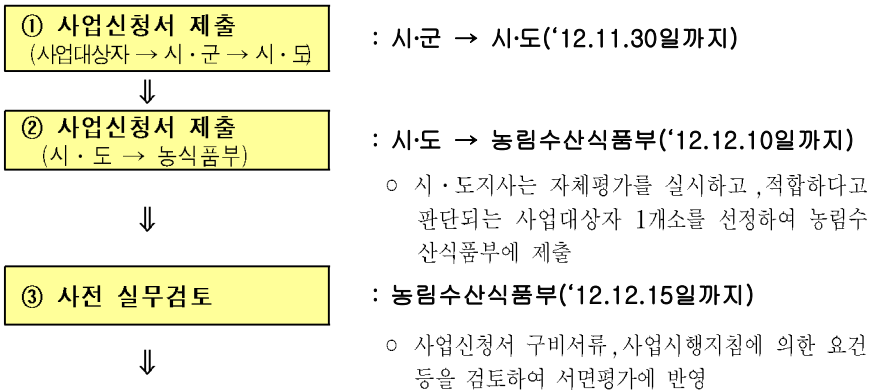 ① 사업신청서 제출
(사업대상자 → 시·군 → 시·도)
: 시·군 → 시·도(‘12.11.30일까지)
⇓
② 사업신청서 제출
(시·도 → 농식품부)
: 시·도 → 농림수산식품부(‘12.12.10일까지)
○ 시·도지사는 자체평가를 실시하고,적합하다고
판단되는 사업대상자 1개소를 선정하여 농림수
산식품부에 제출
⇓
③ 사전 실무검토
: 농림수산식품부(‘12.12.15일까지)
○ 사업신청서 구비서류,사업시행지침에 의한 요건
등을 검토하여 서면평가에 반영
⇓